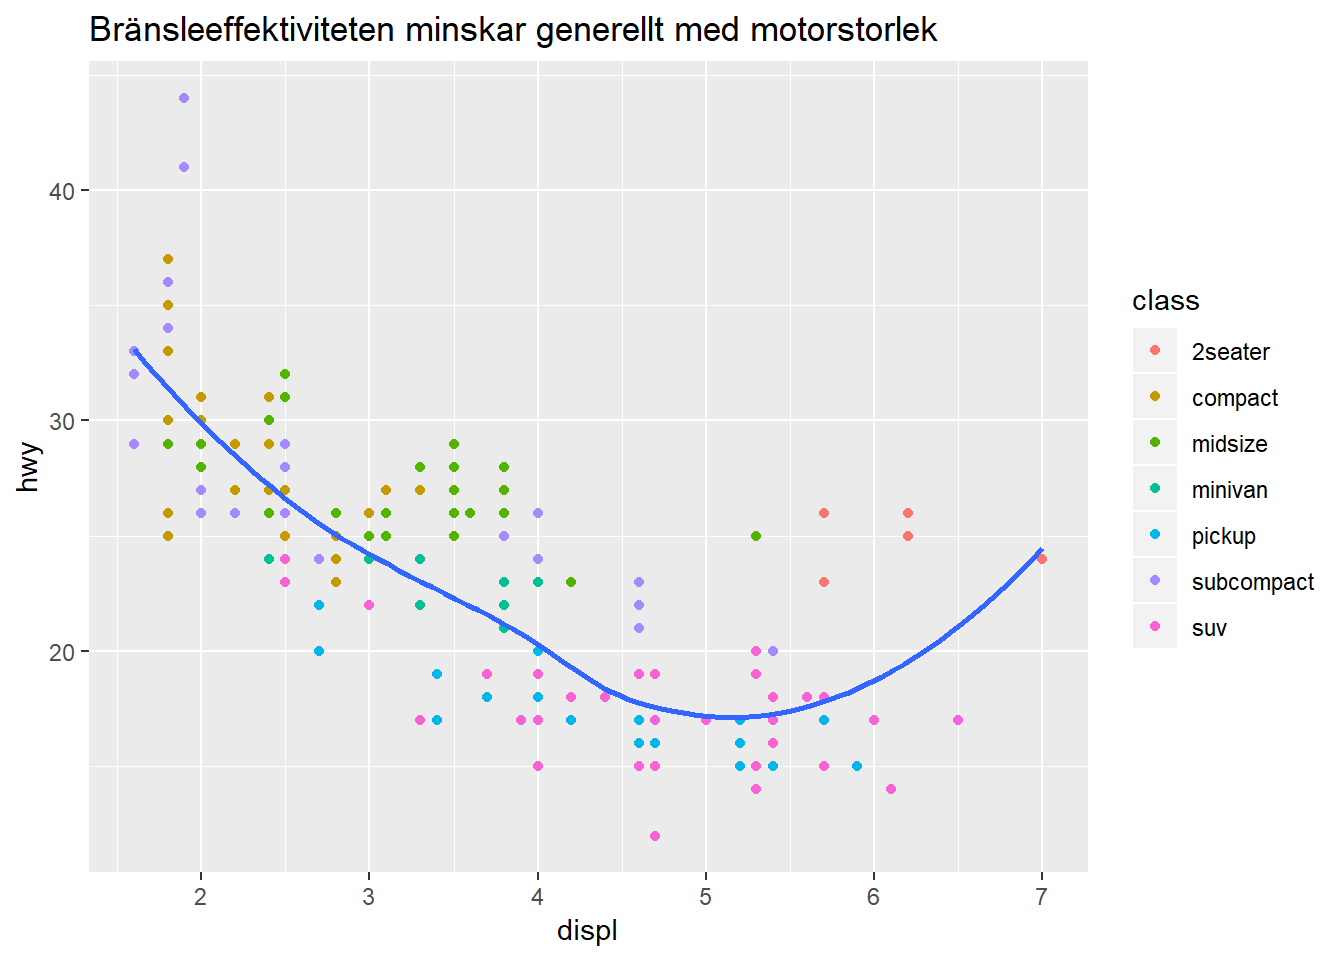 Bränsleeffektiviteten minskar generellt med motorstorlek
40
30
20
hwy
2 3 4 5 6 7
displ
class
2seater
compact
midsize
minivan
pickup
subcompact
suv